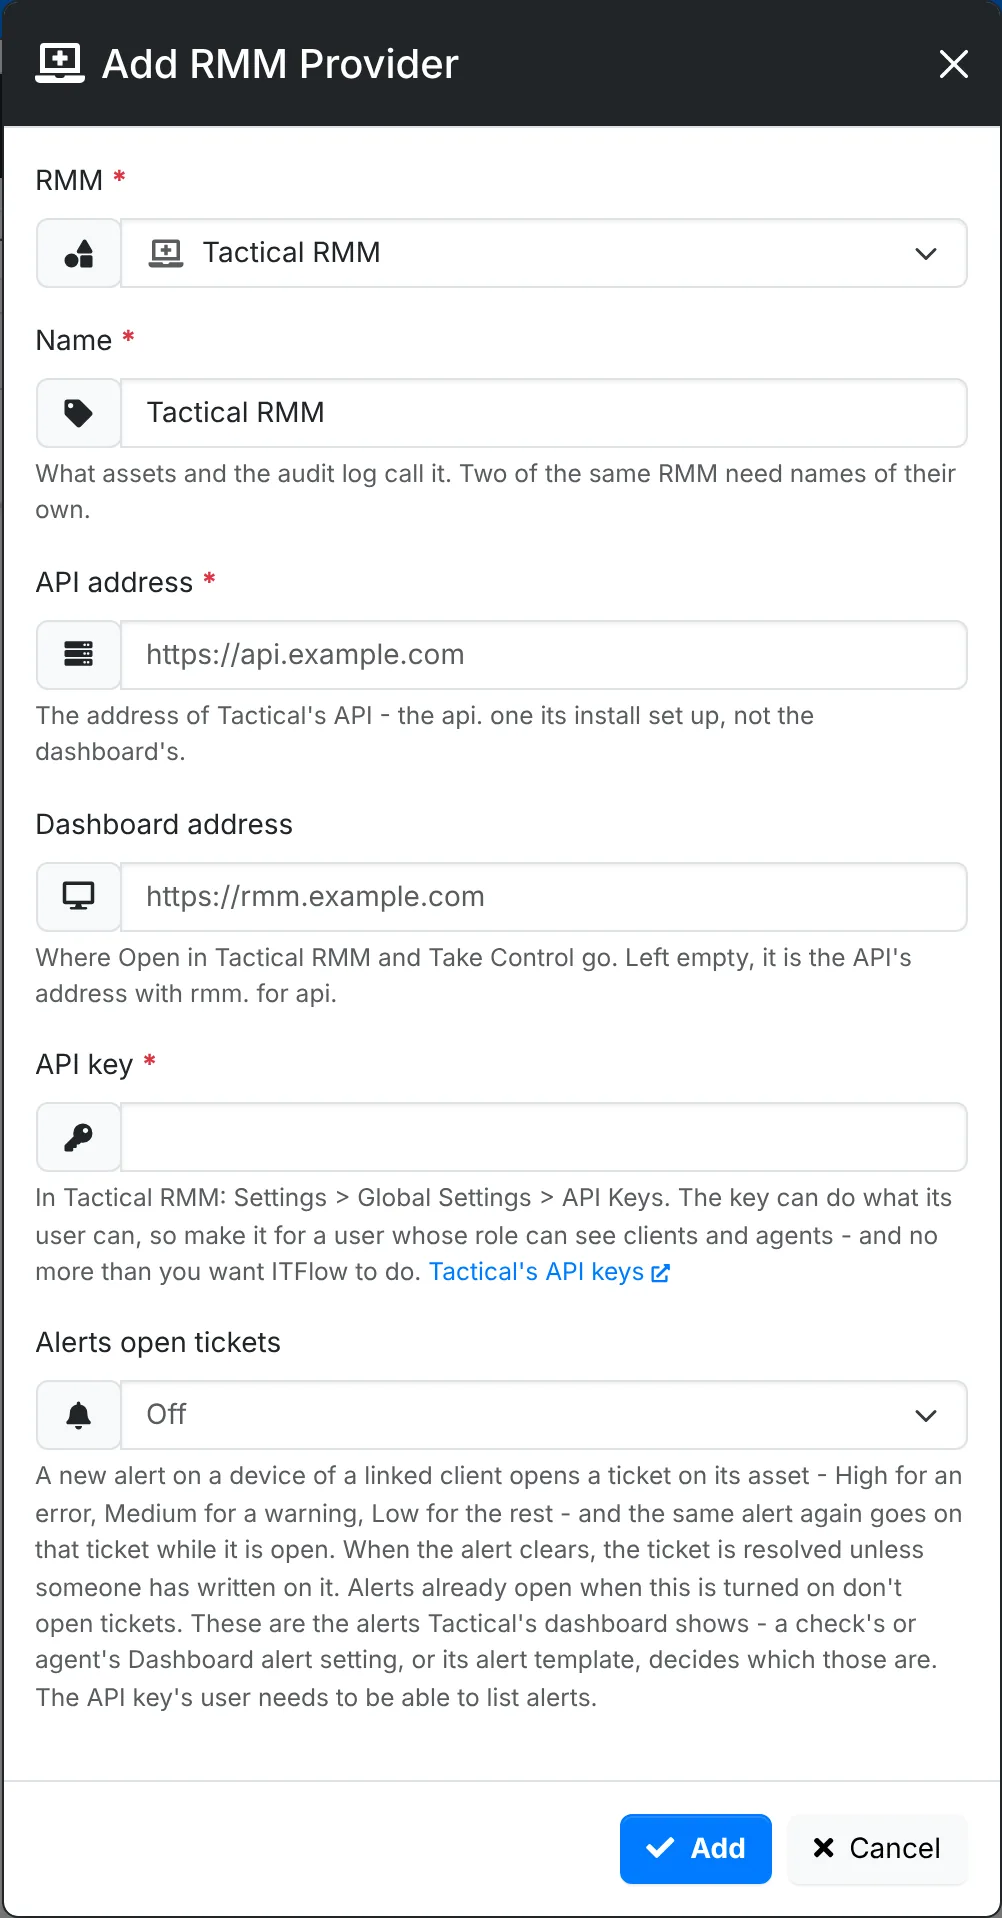 Add RMM Provider
RMM *
Tactical RMM
Name *
Tactical RMM
What assets and the audit log call it. Two of the same RMM need names of their
own.
API address *
https://api.example.com
The address of Tactical's API - the api. one its install set up, not the
dashboard's.
Dashboard address
https://rmm.example.com
Where Open in Tactical RMM and Take Control go. Left empty, it is the API's
address with rmm. for api.
API key *
In Tactical RMM: Settings > Global Settings > API Keys. The key can do what its
user can, so make it for a user whose role can see clients and agents - and no
more than you want ITFlow to do. Tactical's API keys
Alerts open tickets
Off
A new alert on a device of a linked client opens a ticket on its asset - High for an
error, Medium for a warning, Low for the rest - and the same alert again goes on
that ticket while it is open. When the alert clears, the ticket is resolved unless
someone has written on it. Alerts already open when this is turned on don't
open tickets. These are the alerts Tactical's dashboard shows - a check's or
agent's Dashboard alert setting, or its alert template, decides which those are.
The API key's user needs to be able to list alerts.
Add
Cancel